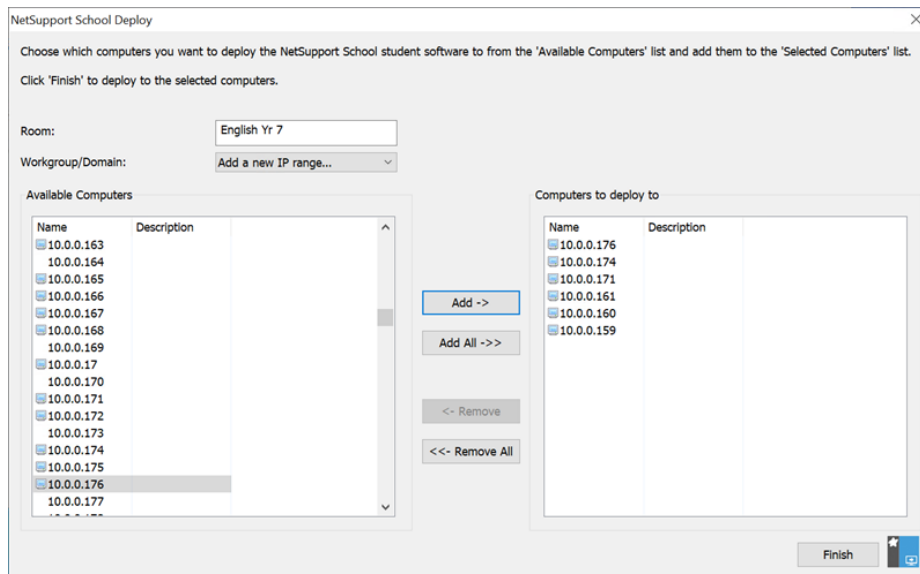 NetSupport School Deploy
Choose which computers you want to deploy the NetSupport School student software to from the 'Available Computers' list and add them to the 'Selected Computers' list.
Click 'Finish' to deploy to the selected computers.
Room:
English Yr 7
Workgroup/Domain:
Add a new IP range...
Available Computers
Name Description
10.0.0.163
10.0.0.164
10.0.0.165
10.0.0.166
10.0.0.167
10.0.0.168
10.0.0.169
10.0.0.17
10.0.0.170
10.0.0.171
10.0.0.172
10.0.0.173
10.0.0.174
10.0.0.175
10.0.0.176
10.0.0.177
Add ->
Add All ->>
<- Remove
<<- Remove All
Computers to deploy to
Name Description
10.0.0.176
10.0.0.174
10.0.0.171
10.0.0.161
10.0.0.160
10.0.0.159
Finish